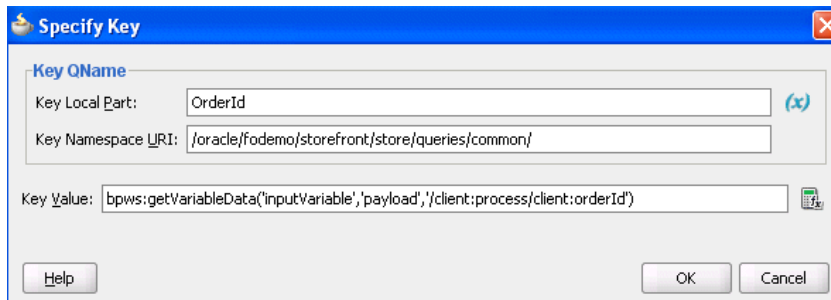 Specify Key
Key QName
Key Local Part: OrderId (x)
Key Namespace URI: /oracle/fodemo/storefront/store/queries/common/
Key Value: bpws:getVariableData('inputVariable','payload','/client:process/client:orderId')
Help OK Cancel